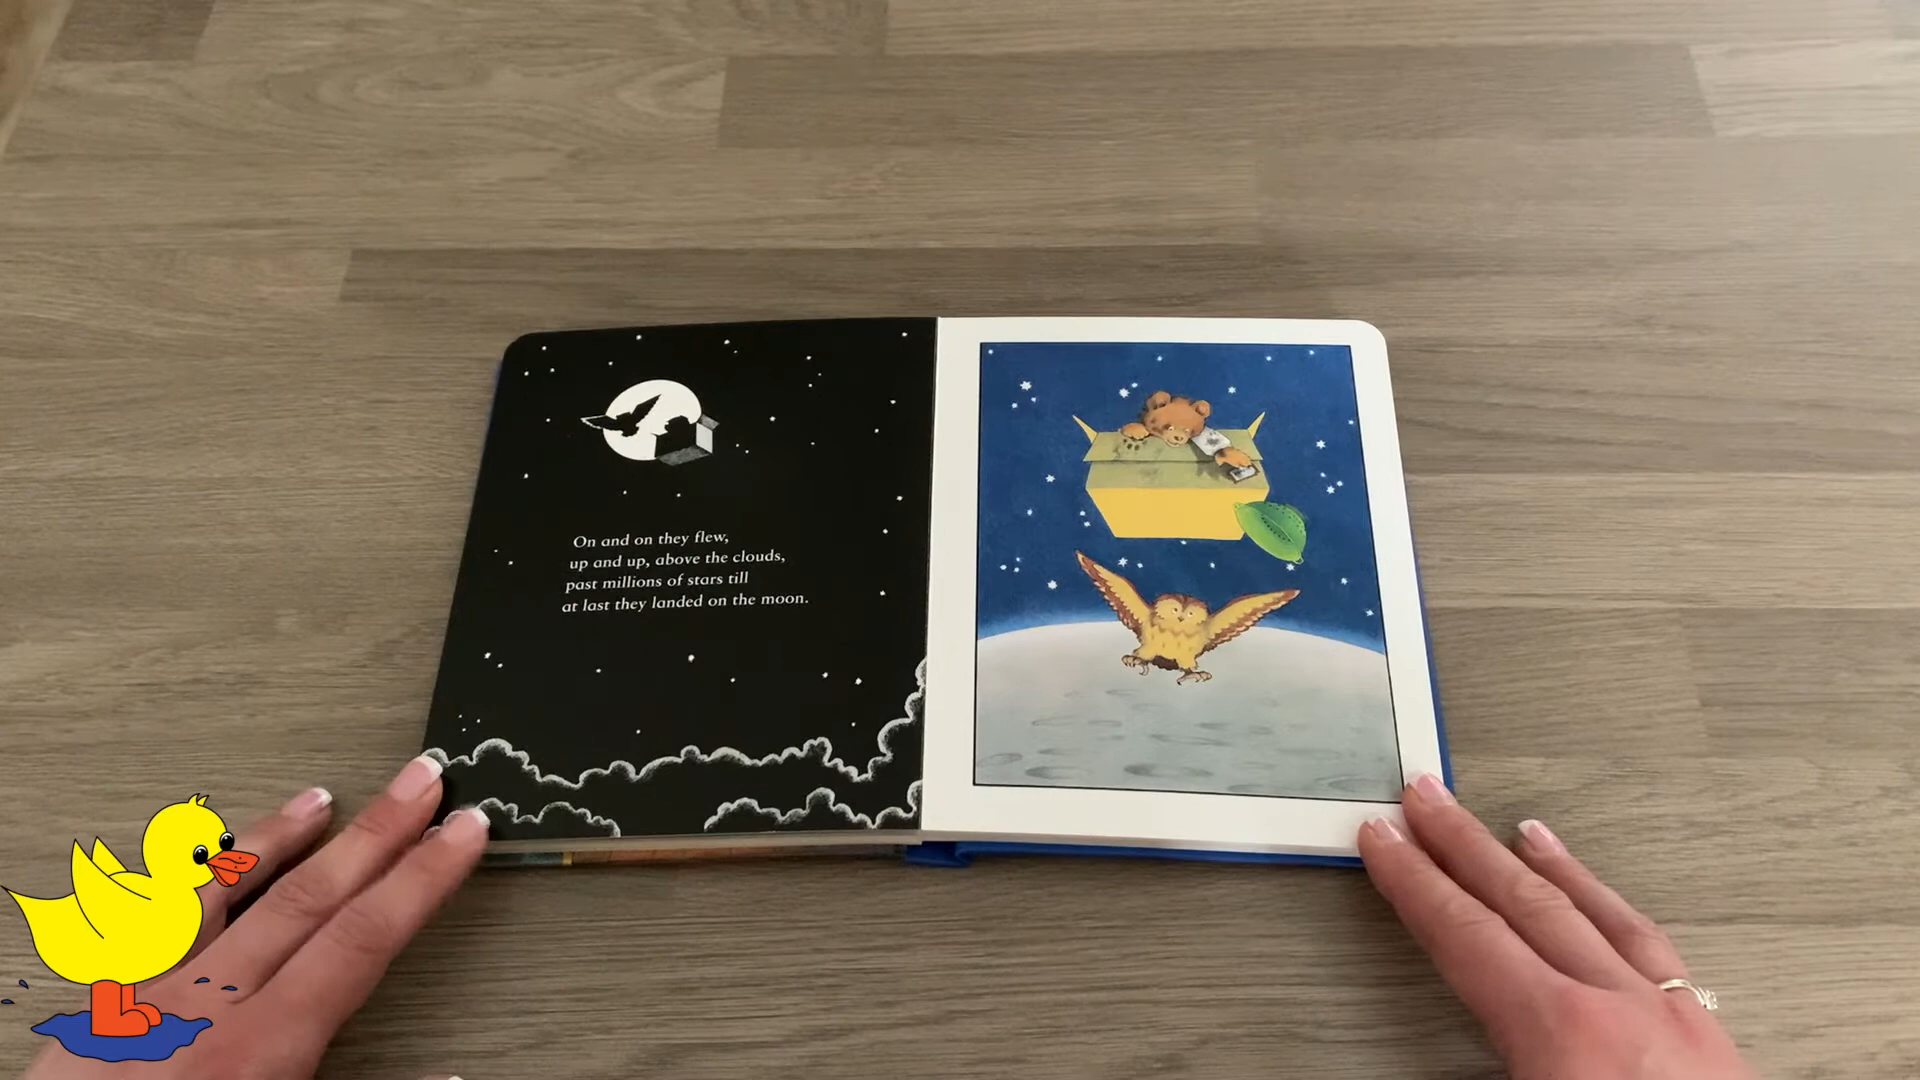 On and on they flew,
up and up, above the clouds,
past millions of stars till
at last they landed on the moon.